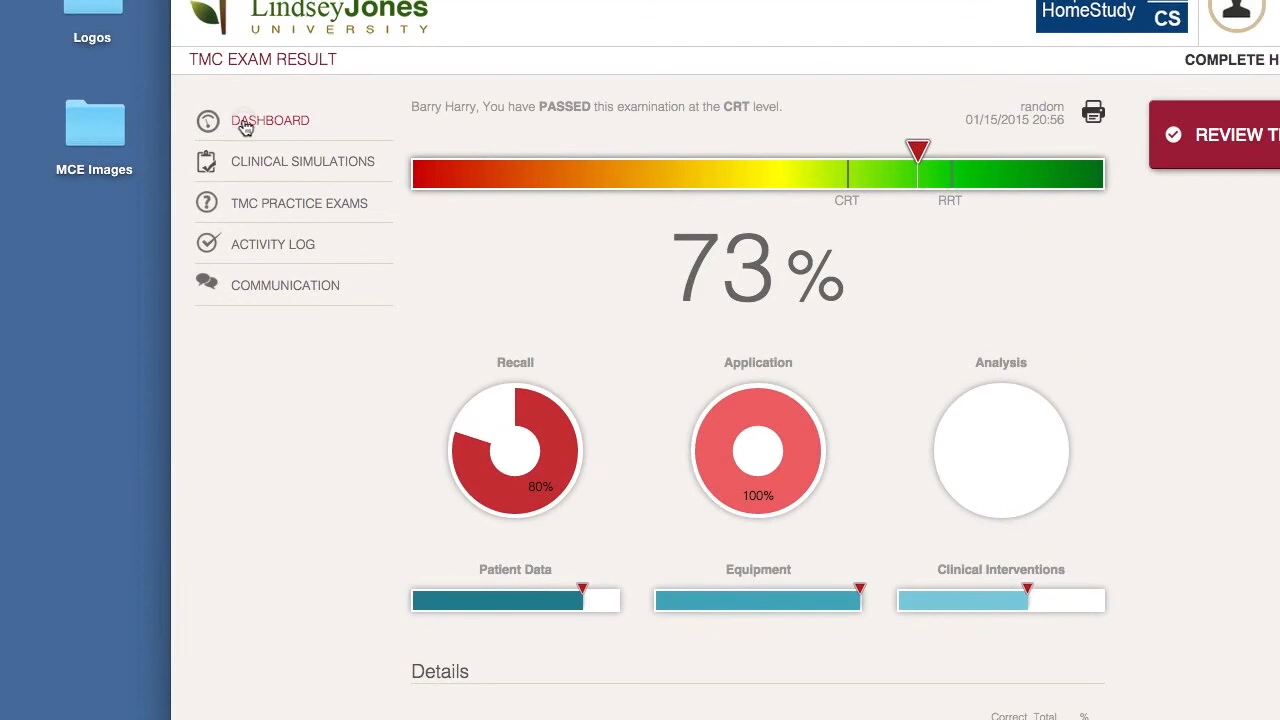 Logos
MCE Images
LindseyJones
UNIVERSITY
HomeStudy
CS
TMC EXAM RESULT
COMPLETE H
DASHBOARD
CLINICAL SIMULATIONS
TMC PRACTICE EXAMS
ACTIVITY LOG
COMMUNICATION
Barry Harry, You have PASSED this examination at the CRT level.
random
01/15/2015 20:56
REVIEW T
CRT
RRT
73%
Recall
Application
Analysis
80%
100%
Patient Data
Equipment
Clinical Interventions
Details
Correct Total %